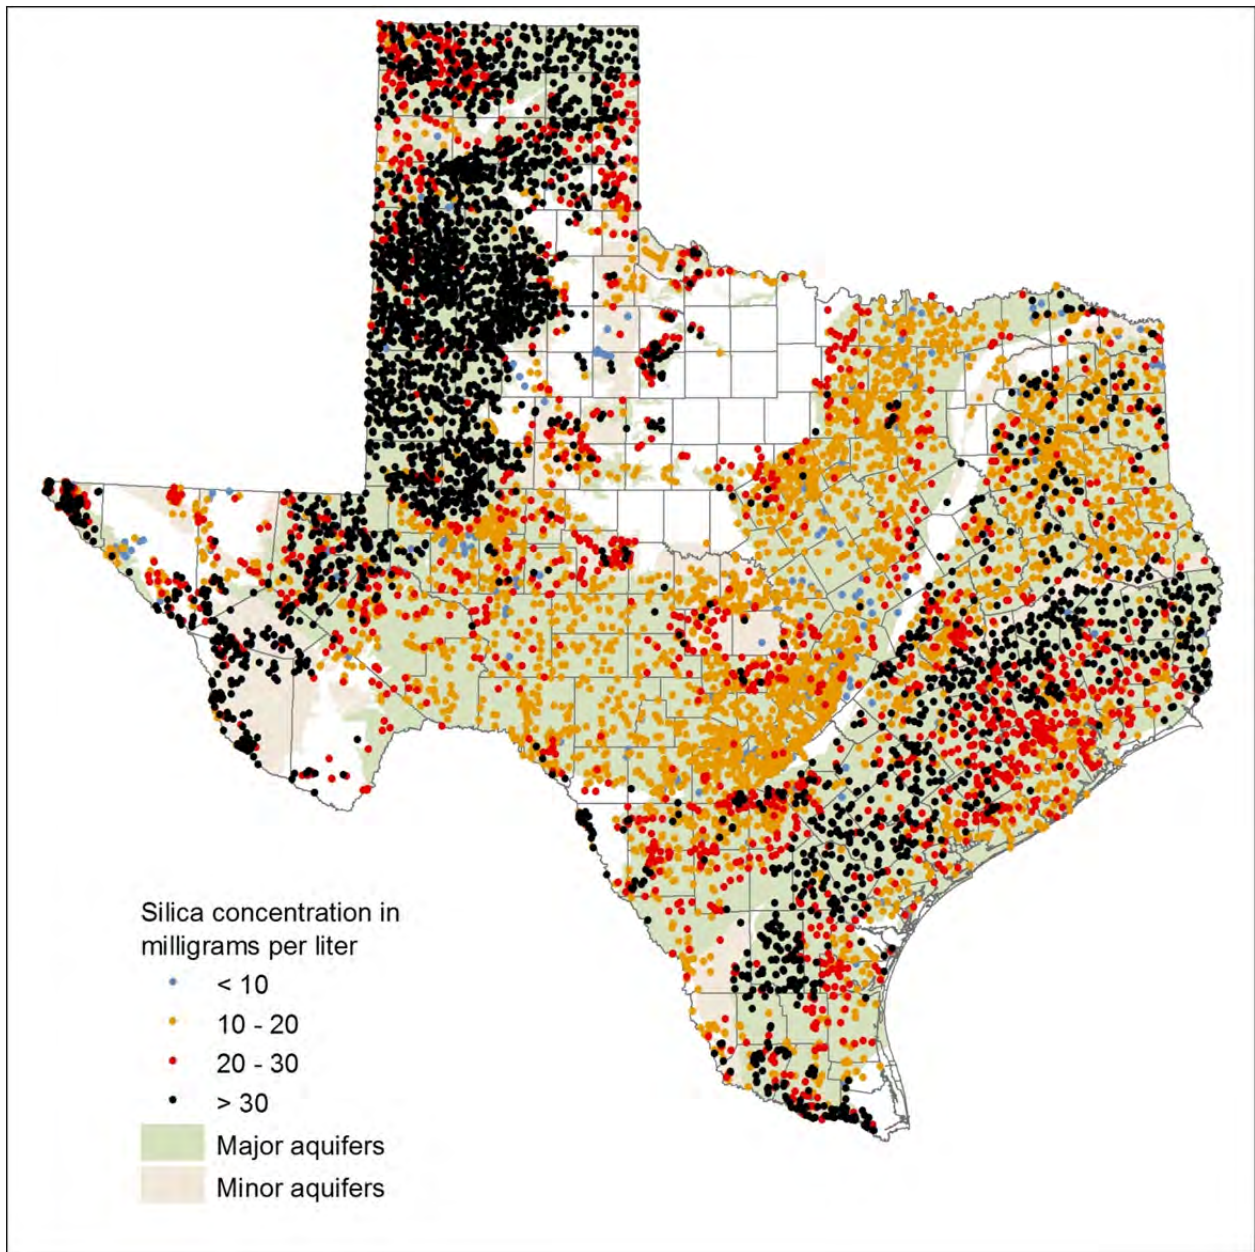 Silica concentration in
milligrams per liter
< 10
10 - 20
20 - 30
> 30
Major aquifers
Minor aquifers